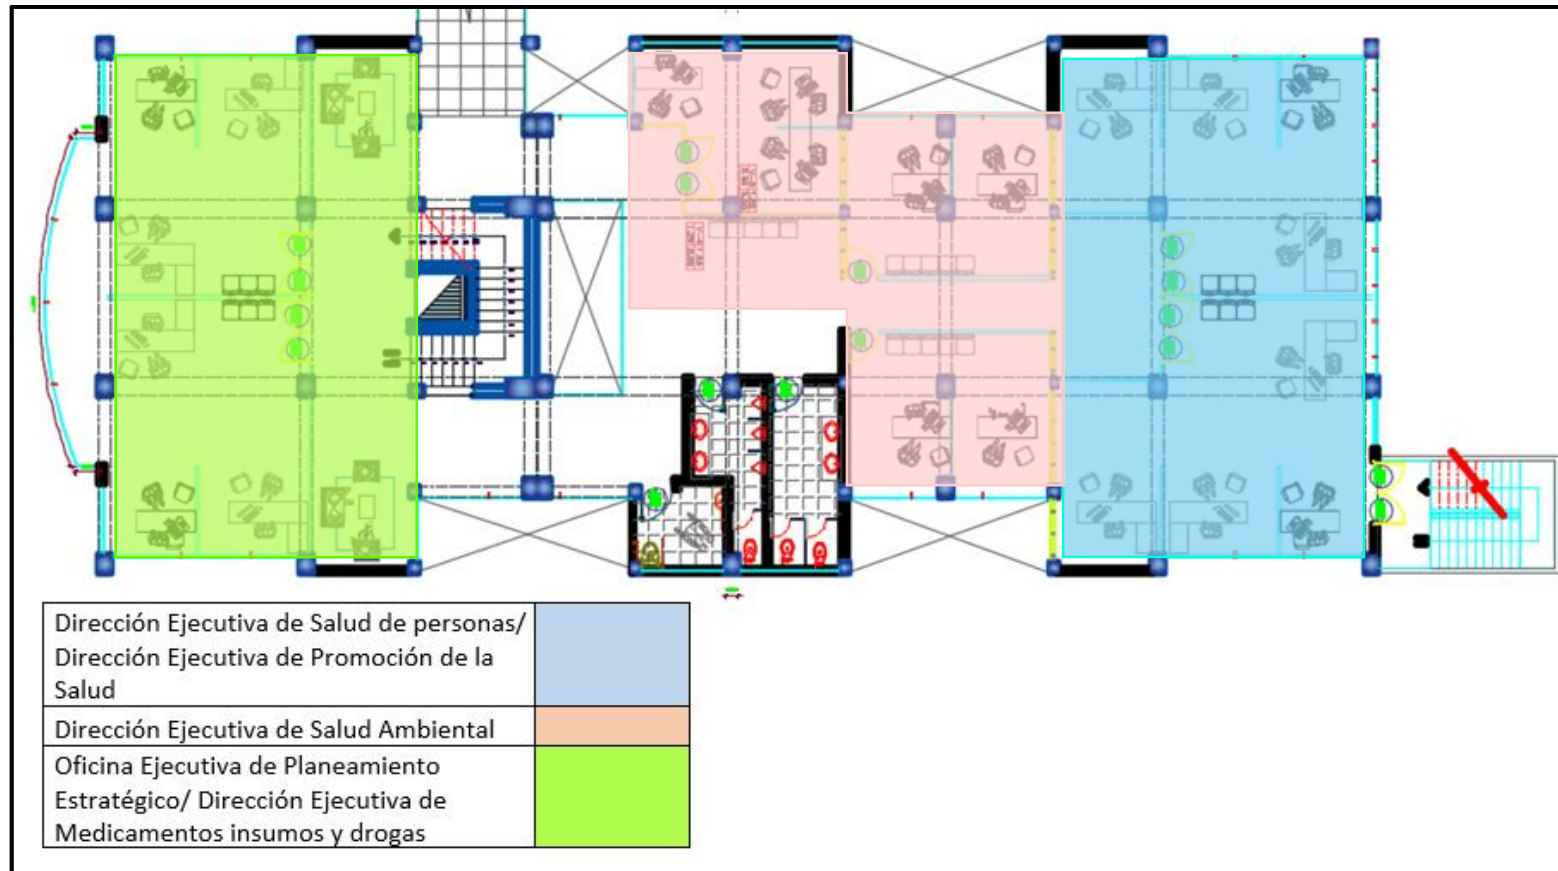 Dirección Ejecutiva de Salud de personas/
Dirección Ejecutiva de Promoción de la
Salud
Dirección Ejecutiva de Salud Ambiental
Oficina Ejecutiva de Planeamiento
Estratégico/ Dirección Ejecutiva de
Medicamentos insumos y drogas